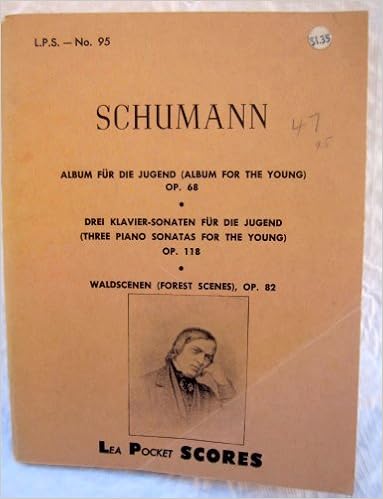 L.P.S. — No. 95
$1.35
SCHUMANN
47
95
ALBUM FÜR DIE JUGEND (ALBUM FOR THE YOUNG)
OP. 68
•
DREI KLAVIER-SONATEN FÜR DIE JUGEND
(THREE PIANO SONATAS FOR THE YOUNG)
OP. 118
•
WALDSCENEN (FOREST SCENES), OP. 82
LEA POCKET SCORES